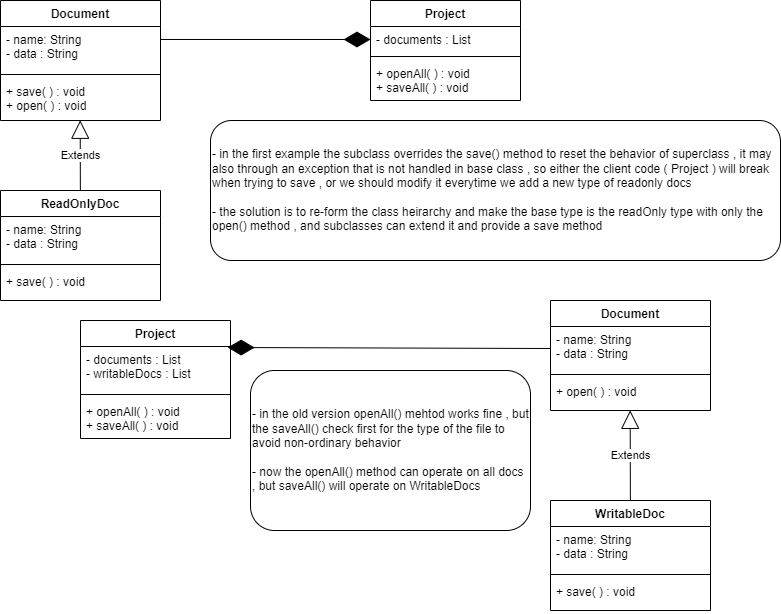 Document
- name: String
- data : String
+ save( ) : void
+ open( ) : void
Extends
ReadOnlyDoc
- name: String
- data : String
+ save( ) : void
Project
- documents : List
+ openAll( ) : void
+ saveAll( ) : void
- in the first example the subclass overrides the save() method to reset the behavior of superclass , it may
also through an exception that is not handled in base class , so either the client code ( Project ) will break
when trying to save , or we should modify it everytime we add a new type of readonly docs
- the solution is to re-form the class heirarchy and make the base type is the readOnly type with only the
open() method , and subclasses can extend it and provide a save method
Project
- documents : List
- writableDocs : List
+ openAll( ) : void
+ saveAll( ) : void
- in the old version openAll() mehtod works fine , but
the saveAll() check first for the type of the file to
avoid non-ordinary behavior
- now the openAll() method can operate on all docs
, but saveAll() will operate on WritableDocs
Document
- name: String
- data : String
+ open( ) : void
Extends
WritableDoc
- name: String
- data : String
+ save( ) : void